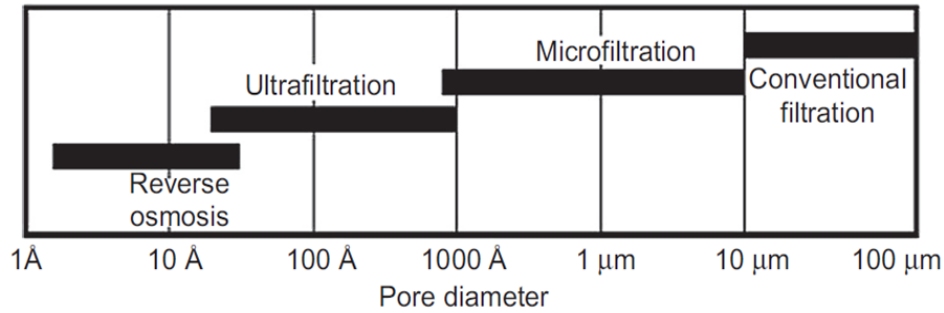 Microfiltration
Ultrafiltration
Conventional
filtration
Reverse
osmosis
1Å 10 Å 100 Å 1000 Å 1 μm 10 μm 100 μm
Pore diameter